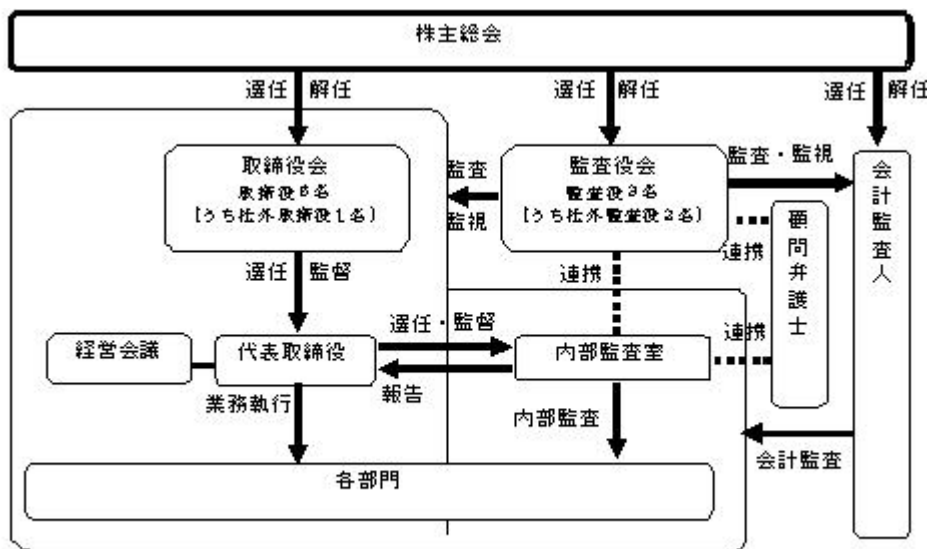 株主総会
選任 解任
選任 解任
選任 解任
取締役会
取締役6名
[うち社外取締役1名]
監査
監視
監査役会
監査役3名
[うち社外監査役2名]
監査・監視
会計監査人
顧問弁護士
連携
選任 監督
連携
選任・監督
連携
経営会議
代表取締役
内部監査室
報告
業務執行
内部監査
会計監査
各部門